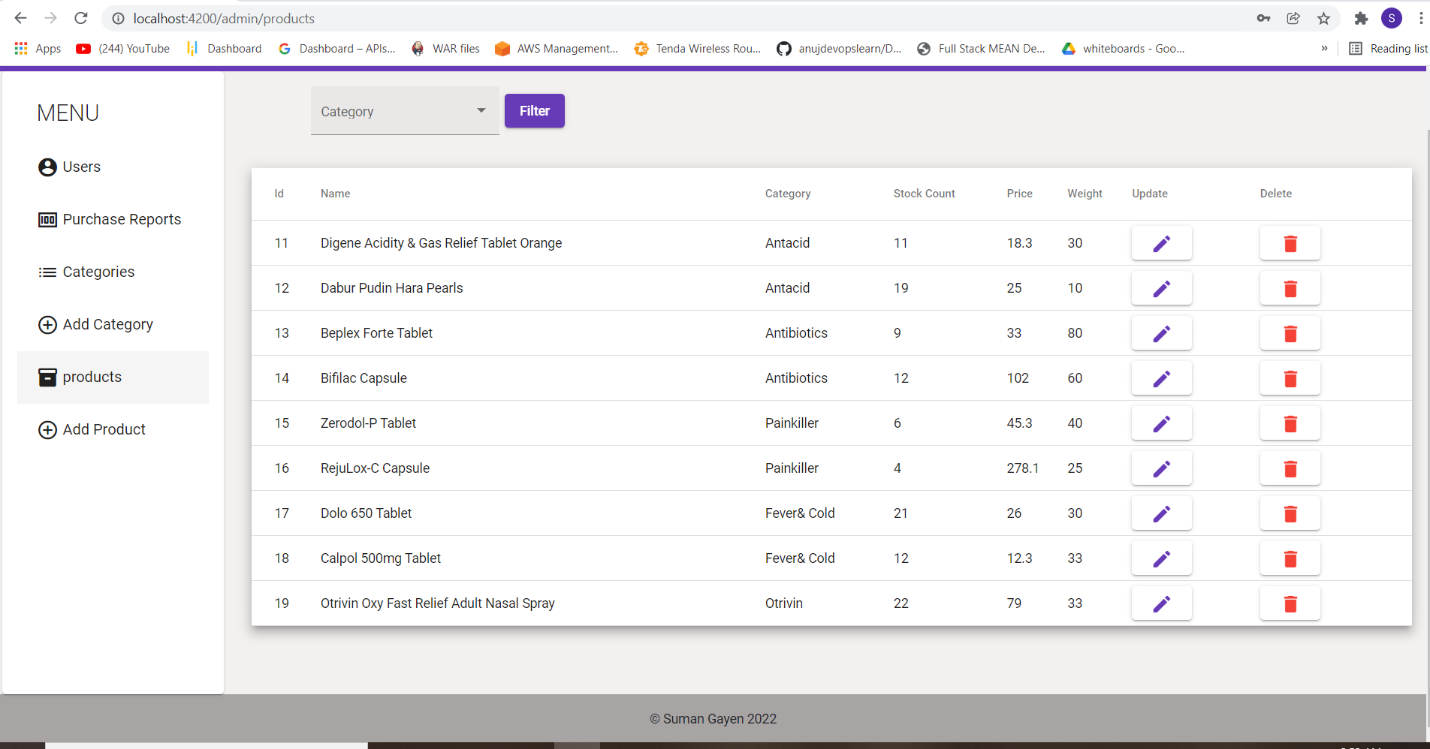 localhost:4200/admin/products
S
Apps (244) YouTube Dashboard Dashboard – APIs... WAR files AWS Management... Tenda Wireless Rou... anujdevopslearn/D... Full Stack MEAN De... whiteboards - Goo... » Reading list
MENU
Users
Purchase Reports
Categories
Add Category
products
Add Product
Category Filter
Id Name Category Stock Count Price Weight Update Delete
11 Digene Acidity & Gas Relief Tablet Orange Antacid 11 18.3 30
12 Dabur Pudin Hara Pearls Antacid 19 25 10
13 Beplex Forte Tablet Antibiotics 9 33 80
14 Bifilac Capsule Antibiotics 12 102 60
15 Zerodol-P Tablet Painkiller 6 45.3 40
16 RejuLox-C Capsule Painkiller 4 278.1 25
17 Dolo 650 Tablet Fever& Cold 21 26 30
18 Calpol 500mg Tablet Fever& Cold 12 12.3 33
19 Otrivin Oxy Fast Relief Adult Nasal Spray Otrivin 22 79 33
© Suman Gayen 2022